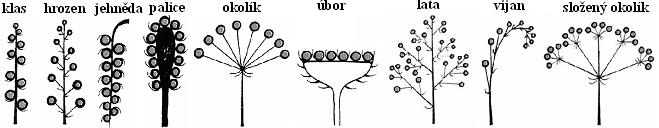 klas hrozen jehněda palice okolík úbor lata vijan složený okolík